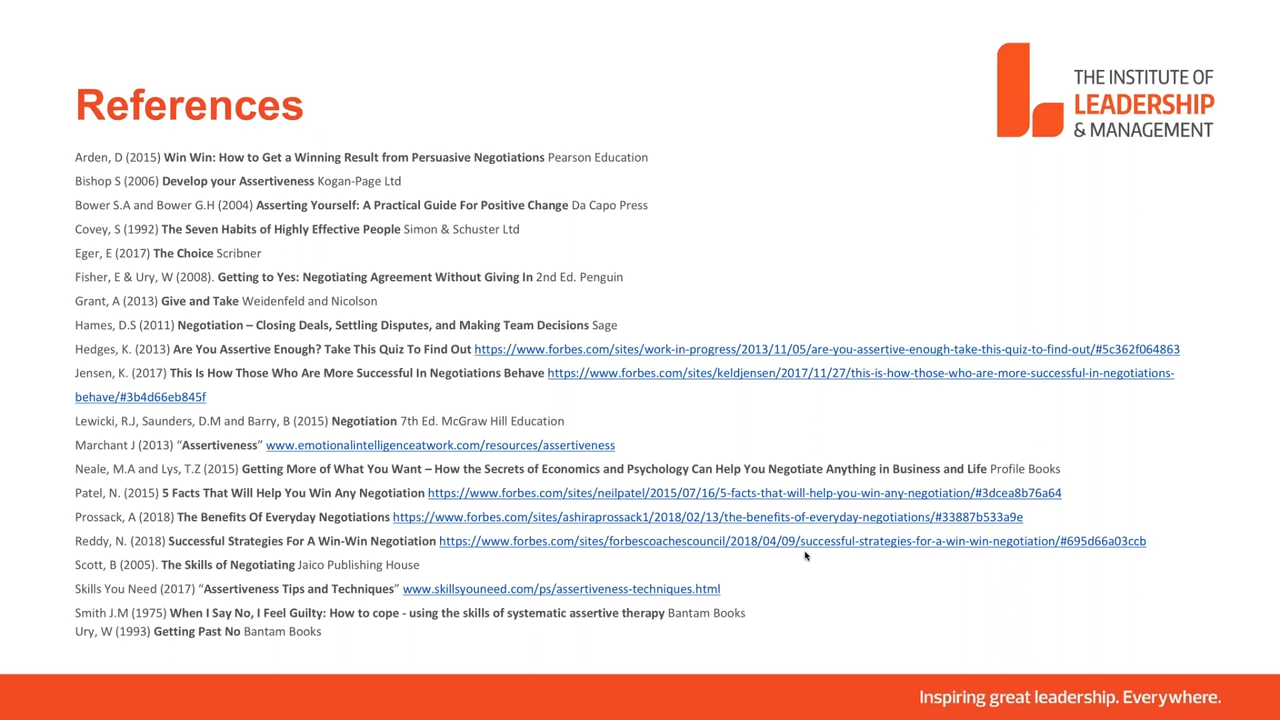 References
THE INSTITUTE OF
LEADERSHIP
& MANAGEMENT
Arden, D (2015) Win Win: How to Get a Winning Result from Persuasive Negotiations Pearson Education
Bishop S (2006) Develop your Assertiveness Kogan-Page Ltd
Bower S.A and Bower G.H (2004) Asserting Yourself: A Practical Guide For Positive Change Da Capo Press
Covey, S (1992) The Seven Habits of Highly Effective People Simon & Schuster Ltd
Eger, E (2017) The Choice Scribner
Fisher, E & Ury, W (2008). Getting to Yes: Negotiating Agreement Without Giving In 2nd Ed. Penguin
Grant, A (2013) Give and Take Weidenfeld and Nicolson
Hames, D.S (2011) Negotiation – Closing Deals, Settling Disputes, and Making Team Decisions Sage
Hedges, K. (2013) Are You Assertive Enough? Take This Quiz To Find Out https://www.forbes.com/sites/work-in-progress/2013/11/05/are-you-assertive-enough-take-this-quiz-to-find-out/#5c362f064863
Jensen, K. (2017) This Is How Those Who Are More Successful In Negotiations Behave https://www.forbes.com/sites/keldjensen/2017/11/27/this-is-how-those-who-are-more-successful-in-negotiations-
behave/#3b4d66eb845f
Lewicki, R.J, Saunders, D.M and Barry, B (2015) Negotiation 7th Ed. McGraw Hill Education
Marchant J (2013) “Assertiveness” www.emotionalintelligenceatwork.com/resources/assertiveness
Neale, M.A and Lys, T.Z (2015) Getting More of What You Want – How the Secrets of Economics and Psychology Can Help You Negotiate Anything in Business and Life Profile Books
Patel, N. (2015) 5 Facts That Will Help You Win Any Negotiation https://www.forbes.com/sites/neilpatel/2015/07/16/5-facts-that-will-help-you-win-any-negotiation/#3dcea8b76a64
Prossack, A (2018) The Benefits Of Everyday Negotiations https://www.forbes.com/sites/ashiraprossack1/2018/02/13/the-benefits-of-everyday-negotiations/#33887b533a9e
Reddy, N. (2018) Successful Strategies For A Win-Win Negotiation https://www.forbes.com/sites/forbescoachescouncil/2018/04/09/successful-strategies-for-a-win-win-negotiation/#695d66a03ccb
Scott, B (2005). The Skills of Negotiating Jaico Publishing House
Skills You Need (2017) “Assertiveness Tips and Techniques” www.skillsyouneed.com/ps/assertiveness-techniques.html
Smith J.M (1975) When I Say No, I Feel Guilty: How to cope - using the skills of systematic assertive therapy Bantam Books
Ury, W (1993) Getting Past No Bantam Books
Inspiring great leadership. Everywhere.